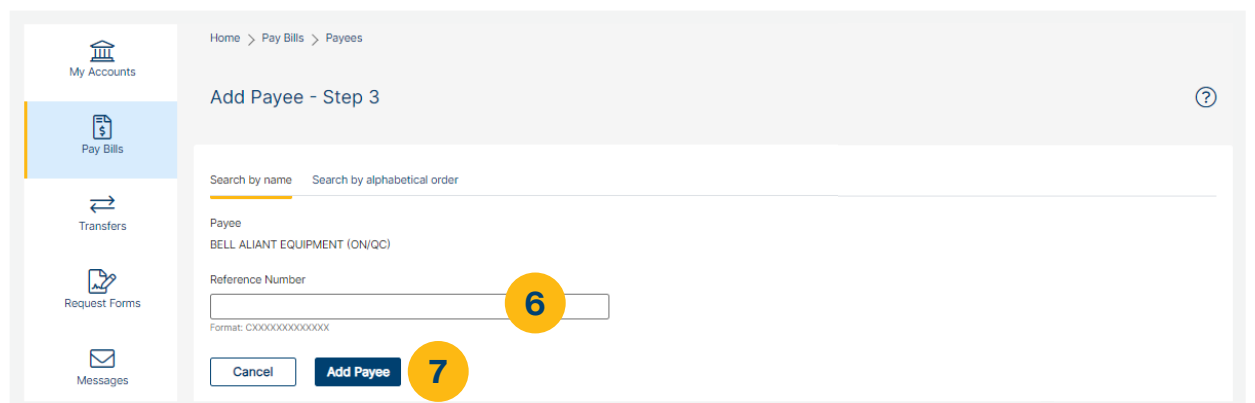 Home > Pay Bills > Payees
My Accounts
Add Payee - Step 3
?
Pay Bills
Search by name Search by alphabetical order
Transfers
Payee
BELL ALIANT EQUIPMENT (ON/QC)
Reference Number
Request Forms
6
Format: CXXXXXXXXXXXXX
Cancel Add Payee 7
Messages